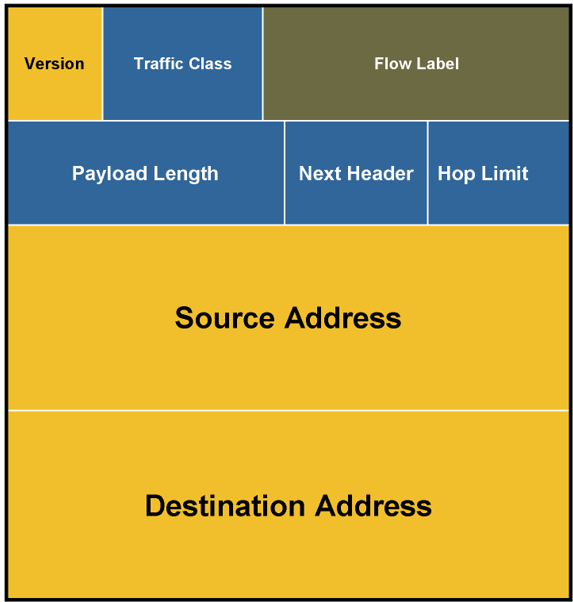 Version
Traffic Class
Flow Label
Payload Length
Next Header
Hop Limit
Source Address
Destination Address